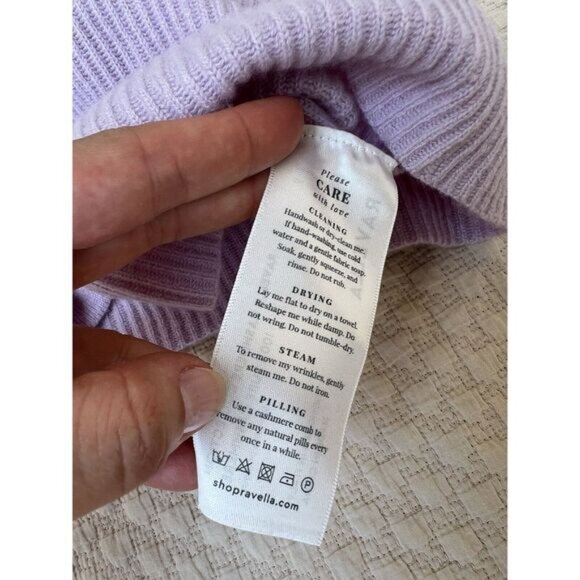 Please
CARE
with love
CLEANING
Handwash or dry-clean me.
If hand-washing, use cold
water and a gentle fabric soap.
Soak, gently squeeze, and
rinse. Do not rub.
DRYING
Lay me flat to dry on a towel.
Reshape me while damp. Do
not wring. Do not tumble-dry.
STEAM
To remove my wrinkles, gently
steam me. Do not iron.
PILLING
Use a cashmere comb to
remove any natural pills every
once in a while.
P
shopravella.com